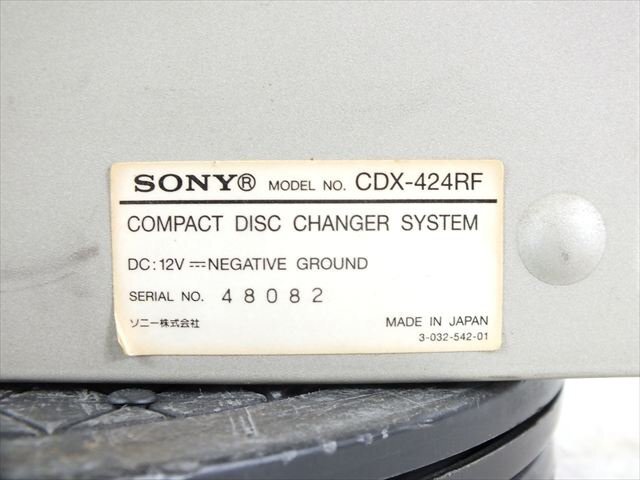 SONY® MODEL NO. CDX-424RF
COMPACT DISC CHANGER SYSTEM
DC:12V ⎓ NEGATIVE GROUND
SERIAL NO. 48082
ソニー株式会社 MADE IN JAPAN
3-032-542-01